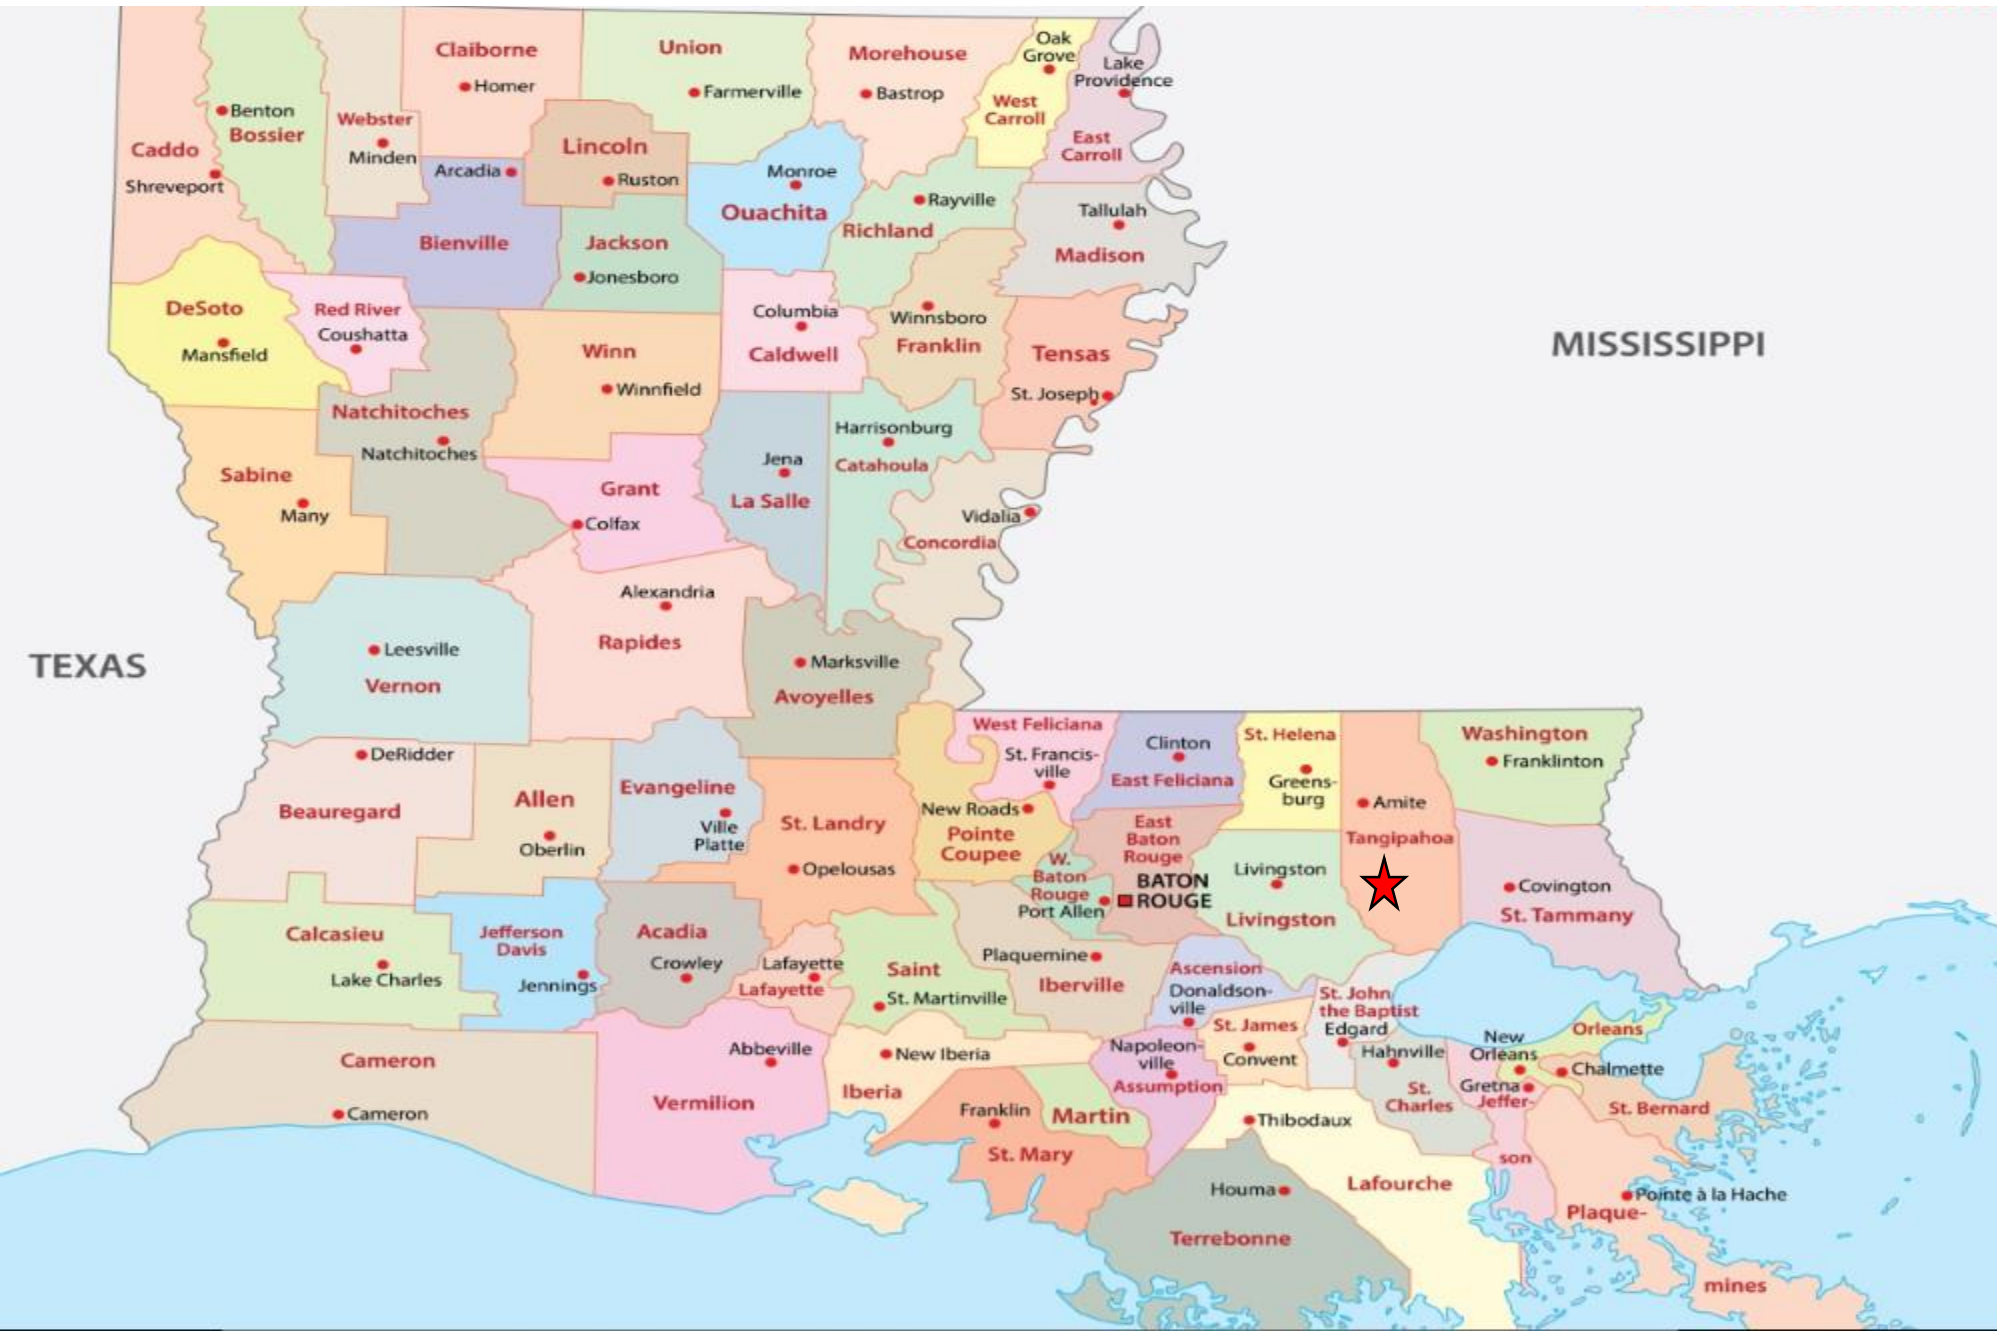 Claiborne
Homer
Union
Farmerville
Morehouse
Bastrop
Oak
Grove
West
Carroll
Lake
Providence
East
Carroll
Benton
Bossier
Webster
Minden
Caddo
Shreveport
Arcadia
Lincoln
Ruston
Monroe
Ouachita
Rayville
Richland
Tallulah
Madison
Bienville
Jackson
Jonesboro
DeSoto
Mansfield
Red River
Coushatta
Winn
Winnfield
Columbia
Caldwell
Winnsboro
Franklin
Tensas
St. Joseph
MISSISSIPPI
Natchitoches
Natchitoches
Sabine
Many
Grant
Colfax
Jena
La Salle
Harrisonburg
Catahoula
Vidalia
Concordia
TEXAS
Leesville
Vernon
Alexandria
Rapides
Marksville
Avoyelles
DeRidder
Beauregard
Allen
Oberlin
Evangeline
Ville
Platte
St. Landry
Opelousas
West Feliciana
St. Francis-
ville
New Roads
Pointe
Coupee
Clinton
East Feliciana
St. Helena
Greens-
burg
Amite
Tangipahoa
Washington
Franklinton
East
Baton
Rouge
W.
Baton
Rouge
Port Allen
BATON
ROUGE
Livingston
Livingston
Covington
St. Tammany
Calcasieu
Lake Charles
Jefferson
Davis
Jennings
Acadia
Crowley
Lafayette
Lafayette
Saint
St. Martinville
Plaquemine
Iberville
Ascension
Donaldson-
ville
St. James
Convent
St. John
the Baptist
Edgard
Hahnville
St.
Charles
New
Orleans
Orleans
Chalmette
Gretna
Jeffer-
St. Bernard
Cameron
Cameron
Abbeville
Vermilion
New Iberia
Iberia
Napoleon-
ville
Assumption
Franklin
Martin
St. Mary
Thibodaux
Lafourche
son
Houma
Terrebonne
Pointe à la Hache
Plaque-
mines